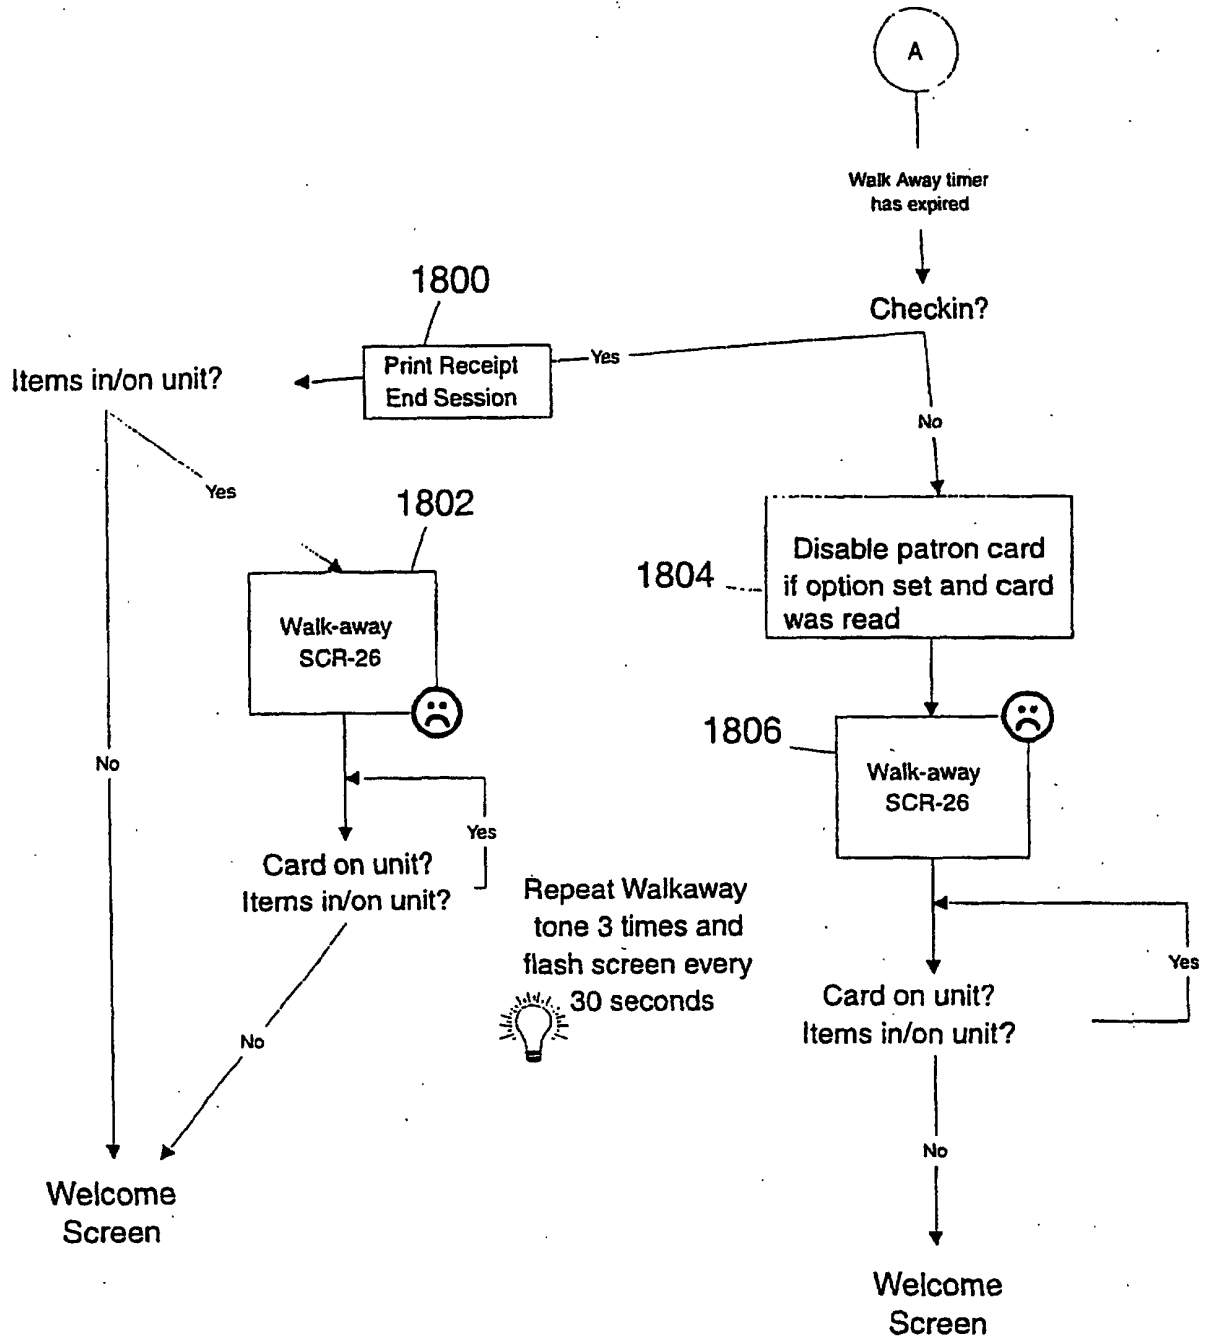 A
Walk Away timer
has expired
Checkin?
1800
Print Receipt
End Session
Yes
No
Items in/on unit?
Yes
No
1802
Walk-away
SCR-26
Yes
Card on unit?
Items in/on unit?
No
Welcome
Screen
Repeat Walkaway
tone 3 times and
flash screen every
30 seconds
1804
Disable patron card
if option set and card
was read
1806
Walk-away
SCR-26
Yes
Card on unit?
Items in/on unit?
No
Welcome
Screen